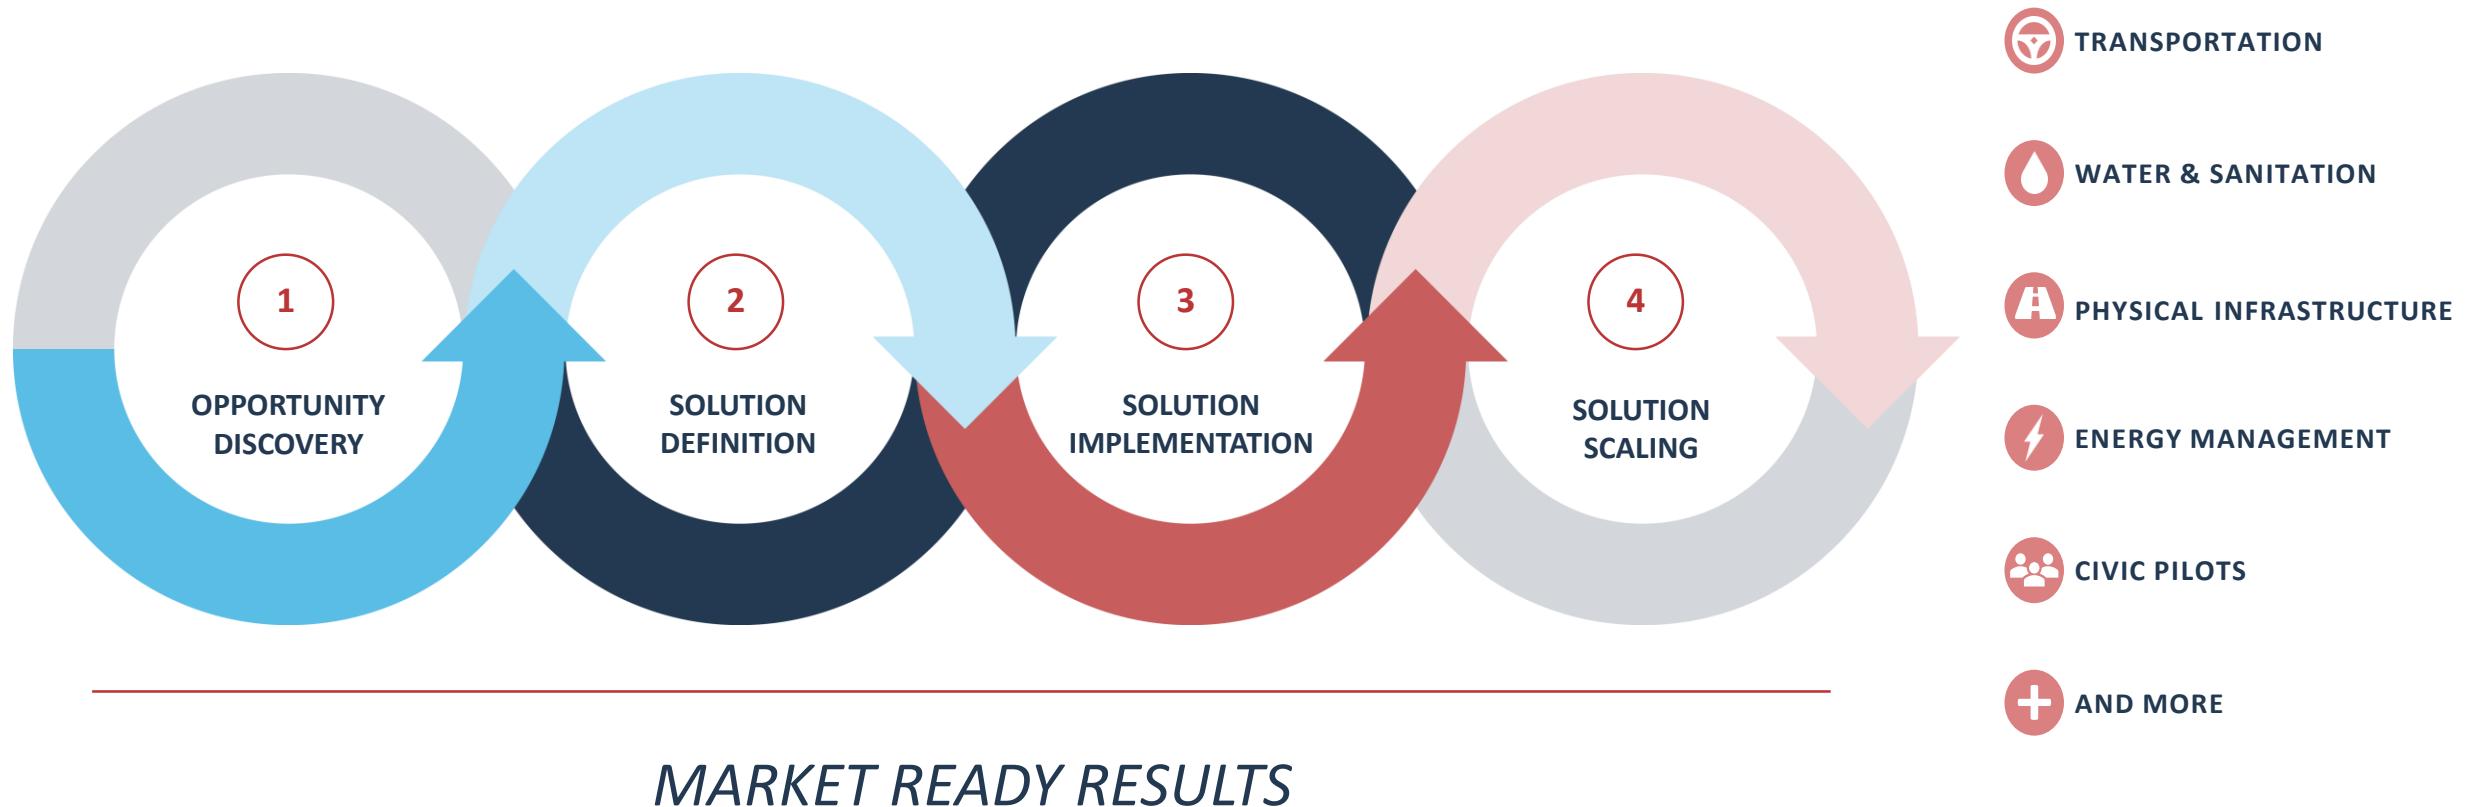 1
OPPORTUNITY
DISCOVERY
2
SOLUTION
DEFINITION
3
SOLUTION
IMPLEMENTATION
4
SOLUTION
SCALING
MARKET READY RESULTS
TRANSPORTATION
WATER & SANITATION
PHYSICAL INFRASTRUCTURE
ENERGY MANAGEMENT
CIVIC PILOTS
AND MORE